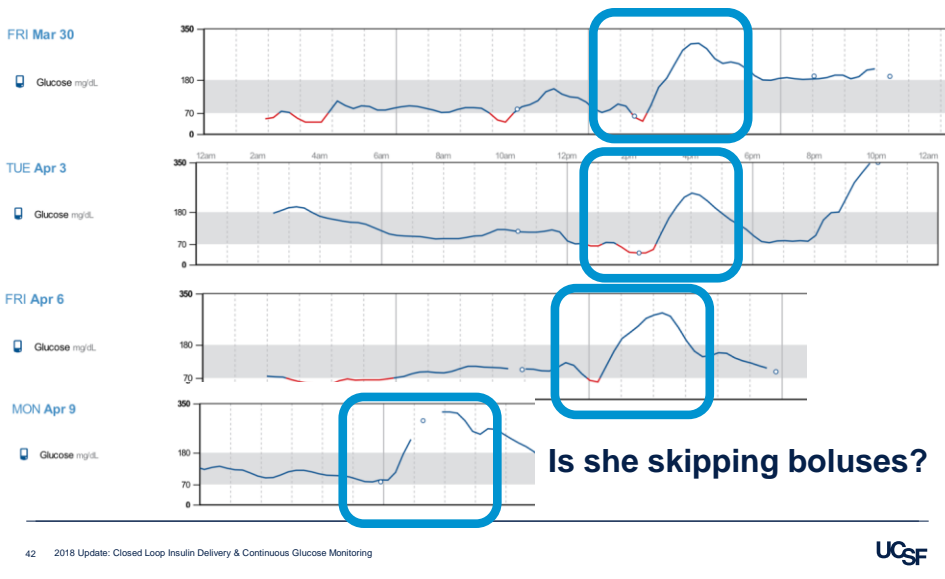 FRI Mar 30
Glucose mg/dL
350
180
70
0
12am 2am 4am 6am 8am 10am 12pm 2pm 4pm 6pm 8pm 10pm 12am
TUE Apr 3
Glucose mg/dL
350
180
70
0
FRI Apr 6
Glucose mg/dL
350
180
70
MON Apr 9
Glucose mg/dL
350
180
70
0
Is she skipping boluses?
42 2018 Update: Closed Loop Insulin Delivery & Continuous Glucose Monitoring
UCSF